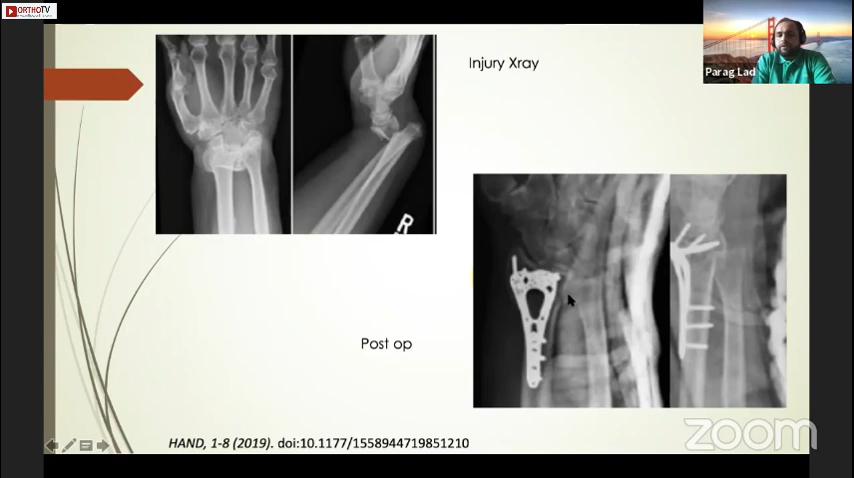 ORTHOTV
Injury Xray
Parag Lad
R
Post op
HAND, 1-8 (2019). doi:10.1177/1558944719851210
zoom